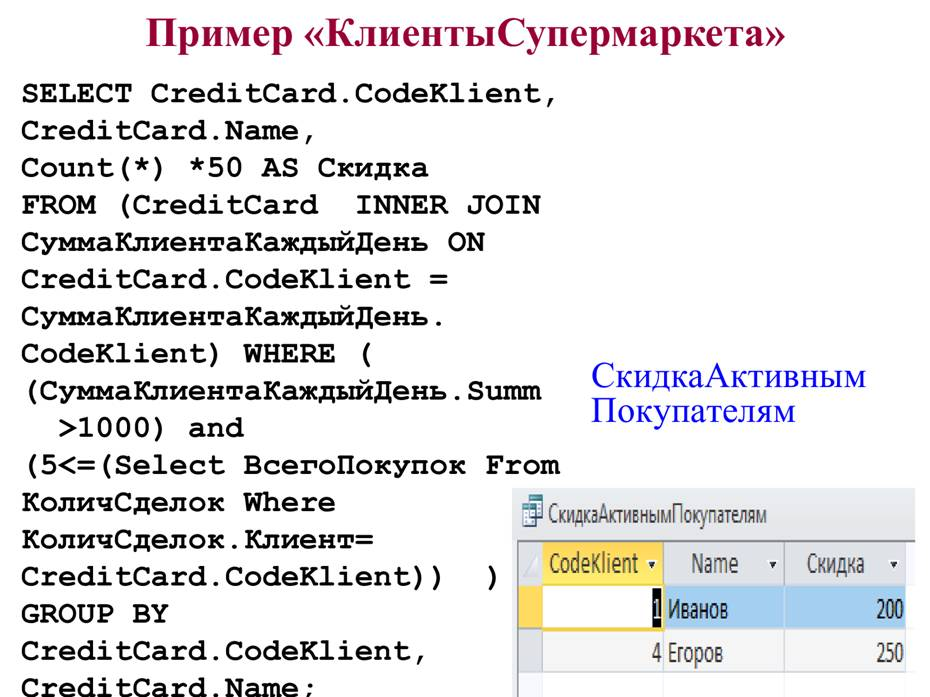 Пример «КлиентыСупермаркета»
SELECT CreditCard.CodeKlient,
CreditCard.Name,
Count(*) *50 AS Скидка
FROM (CreditCard  INNER JOIN
СуммаКлиентаКаждыйДень ON
CreditCard.CodeKlient =
СуммаКлиентаКаждыйДень.
CodeKlient) WHERE (
(СуммаКлиентаКаждыйДень.Summ
>1000) and
(5<=(Select ВсегоПокупок From
КоличСделок Where
КоличСделок.Клиент=
CreditCard.CodeKlient))  )
GROUP BY
CreditCard.CodeKlient,
CreditCard.Name;
СкидкаАктивным
Покупателям
СкидкаАктивнымПокупателям
CodeKlient Name Скидка
1 Иванов 200
4 Егоров 250